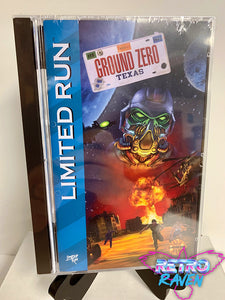 GROUND ZERO
TEXAS
LIMITED RUN
RETRO
RAVEN